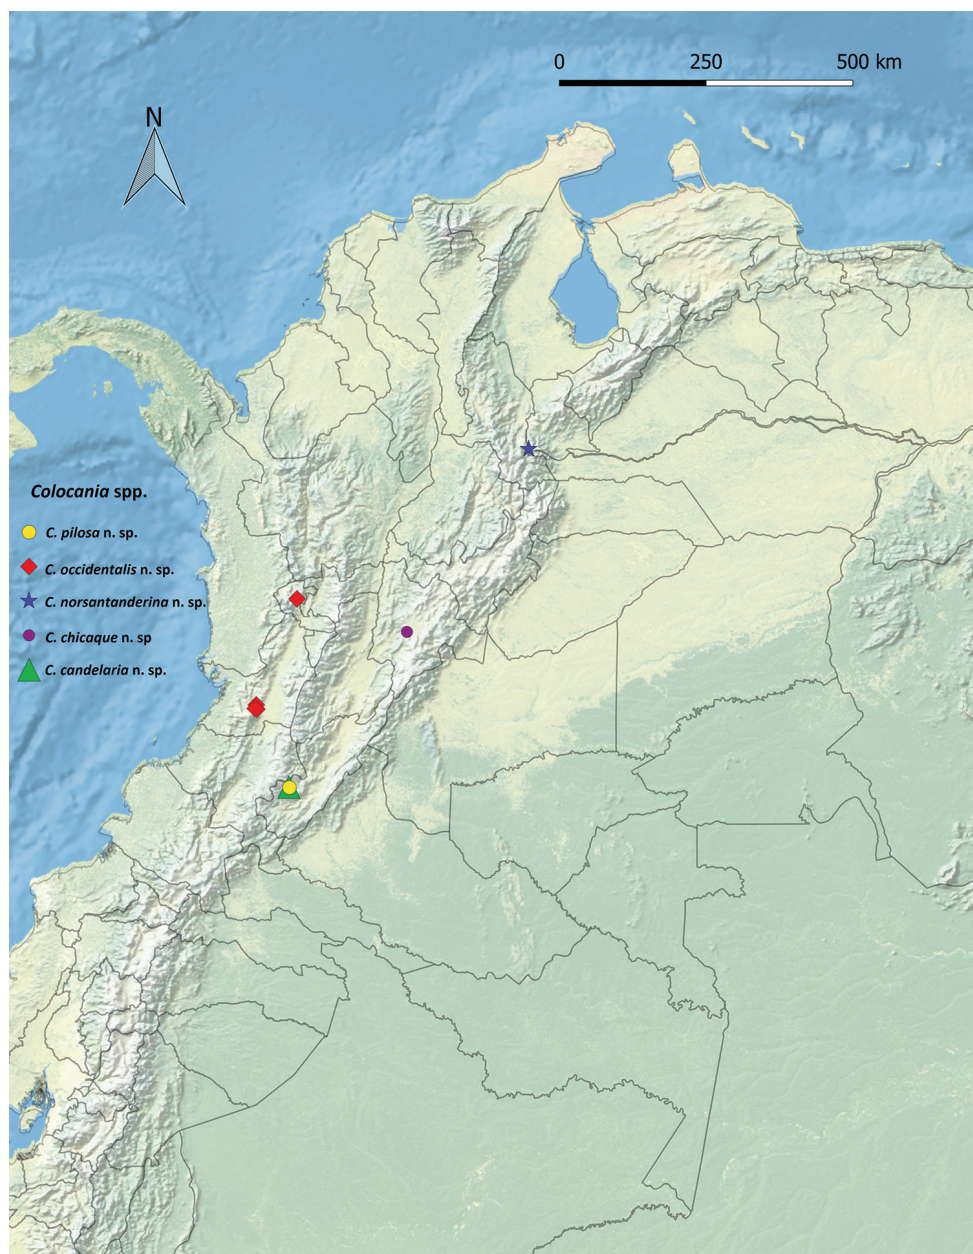 0 250 500 km
N
Colocania spp.
C. pilosa n. sp.
C. occidentalis n. sp.
C. norsantanderina n. sp.
C. chicaque n. sp
C. candelaria n. sp.